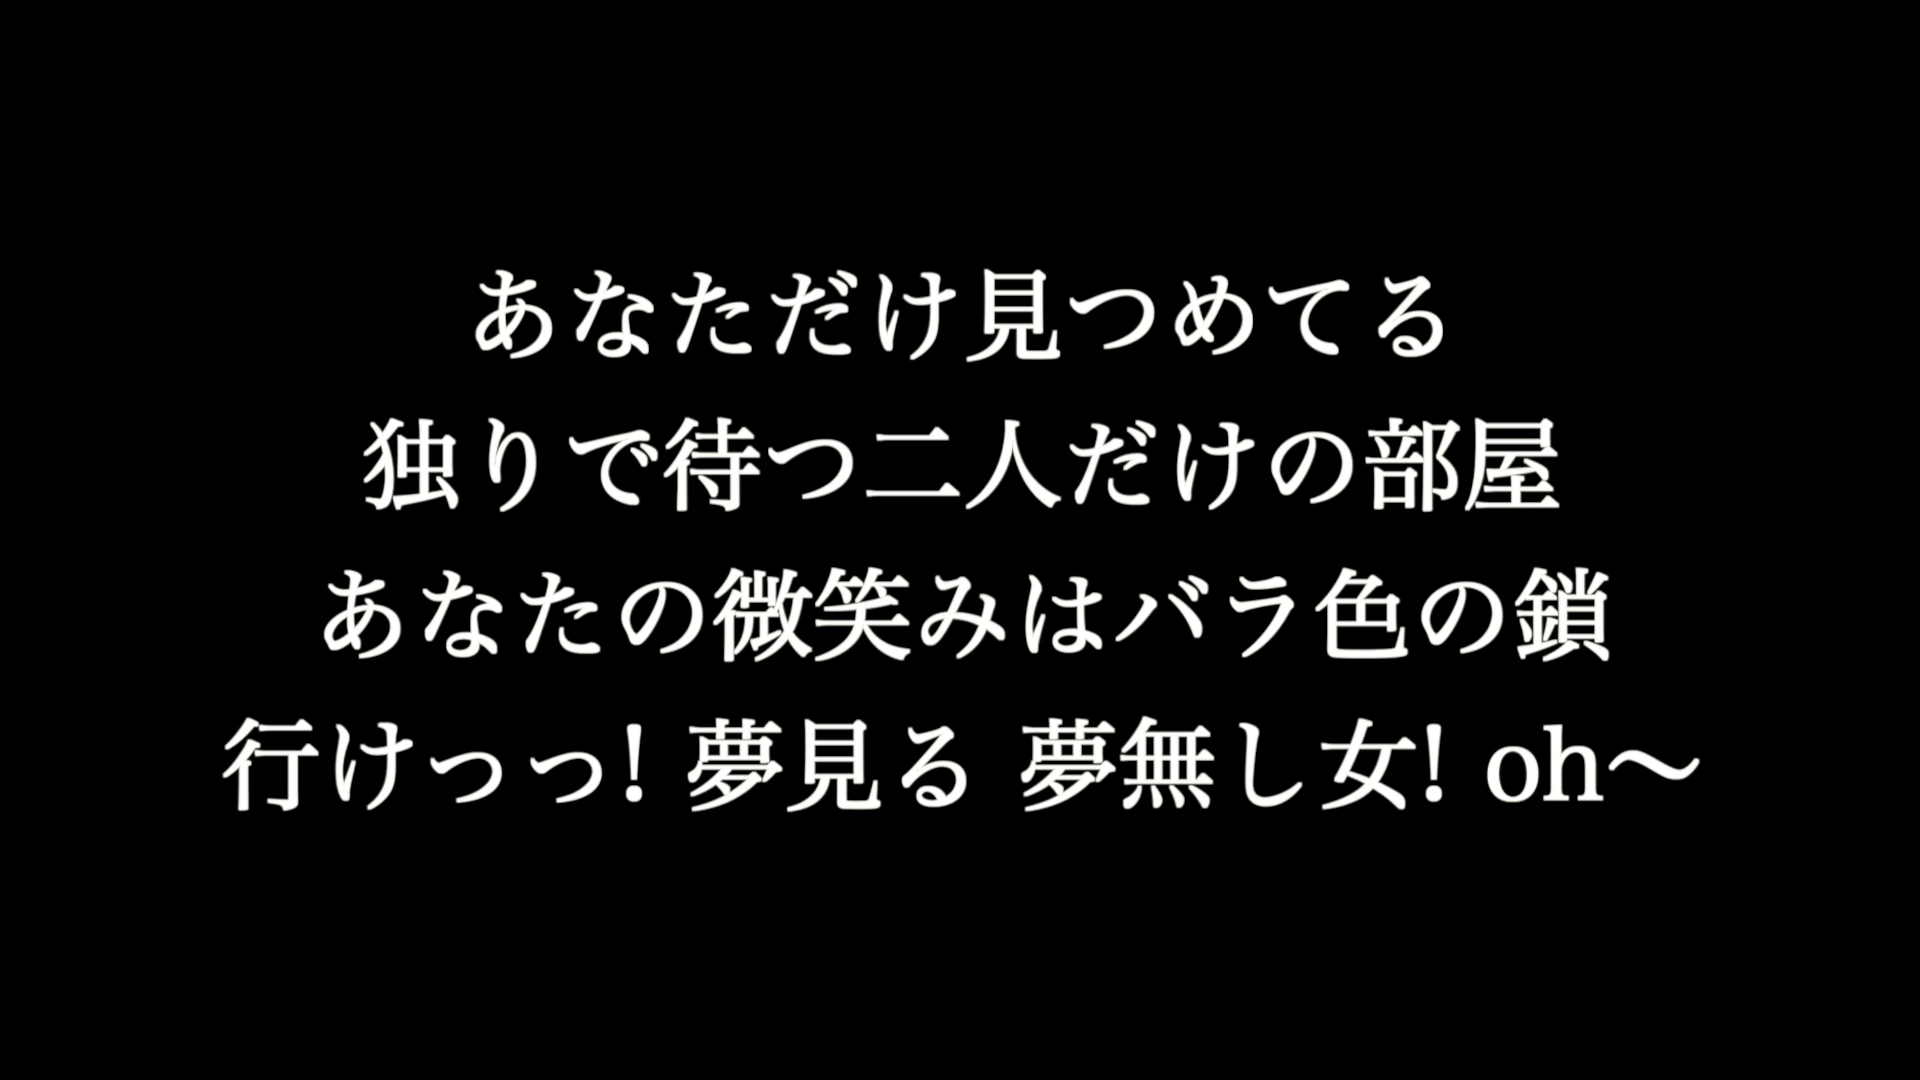 あなただけ見つめてる
独りで待つ二人だけの部屋
あなたの微笑みはバラ色の鎖
行けっっ! 夢見る 夢無し女! oh〜